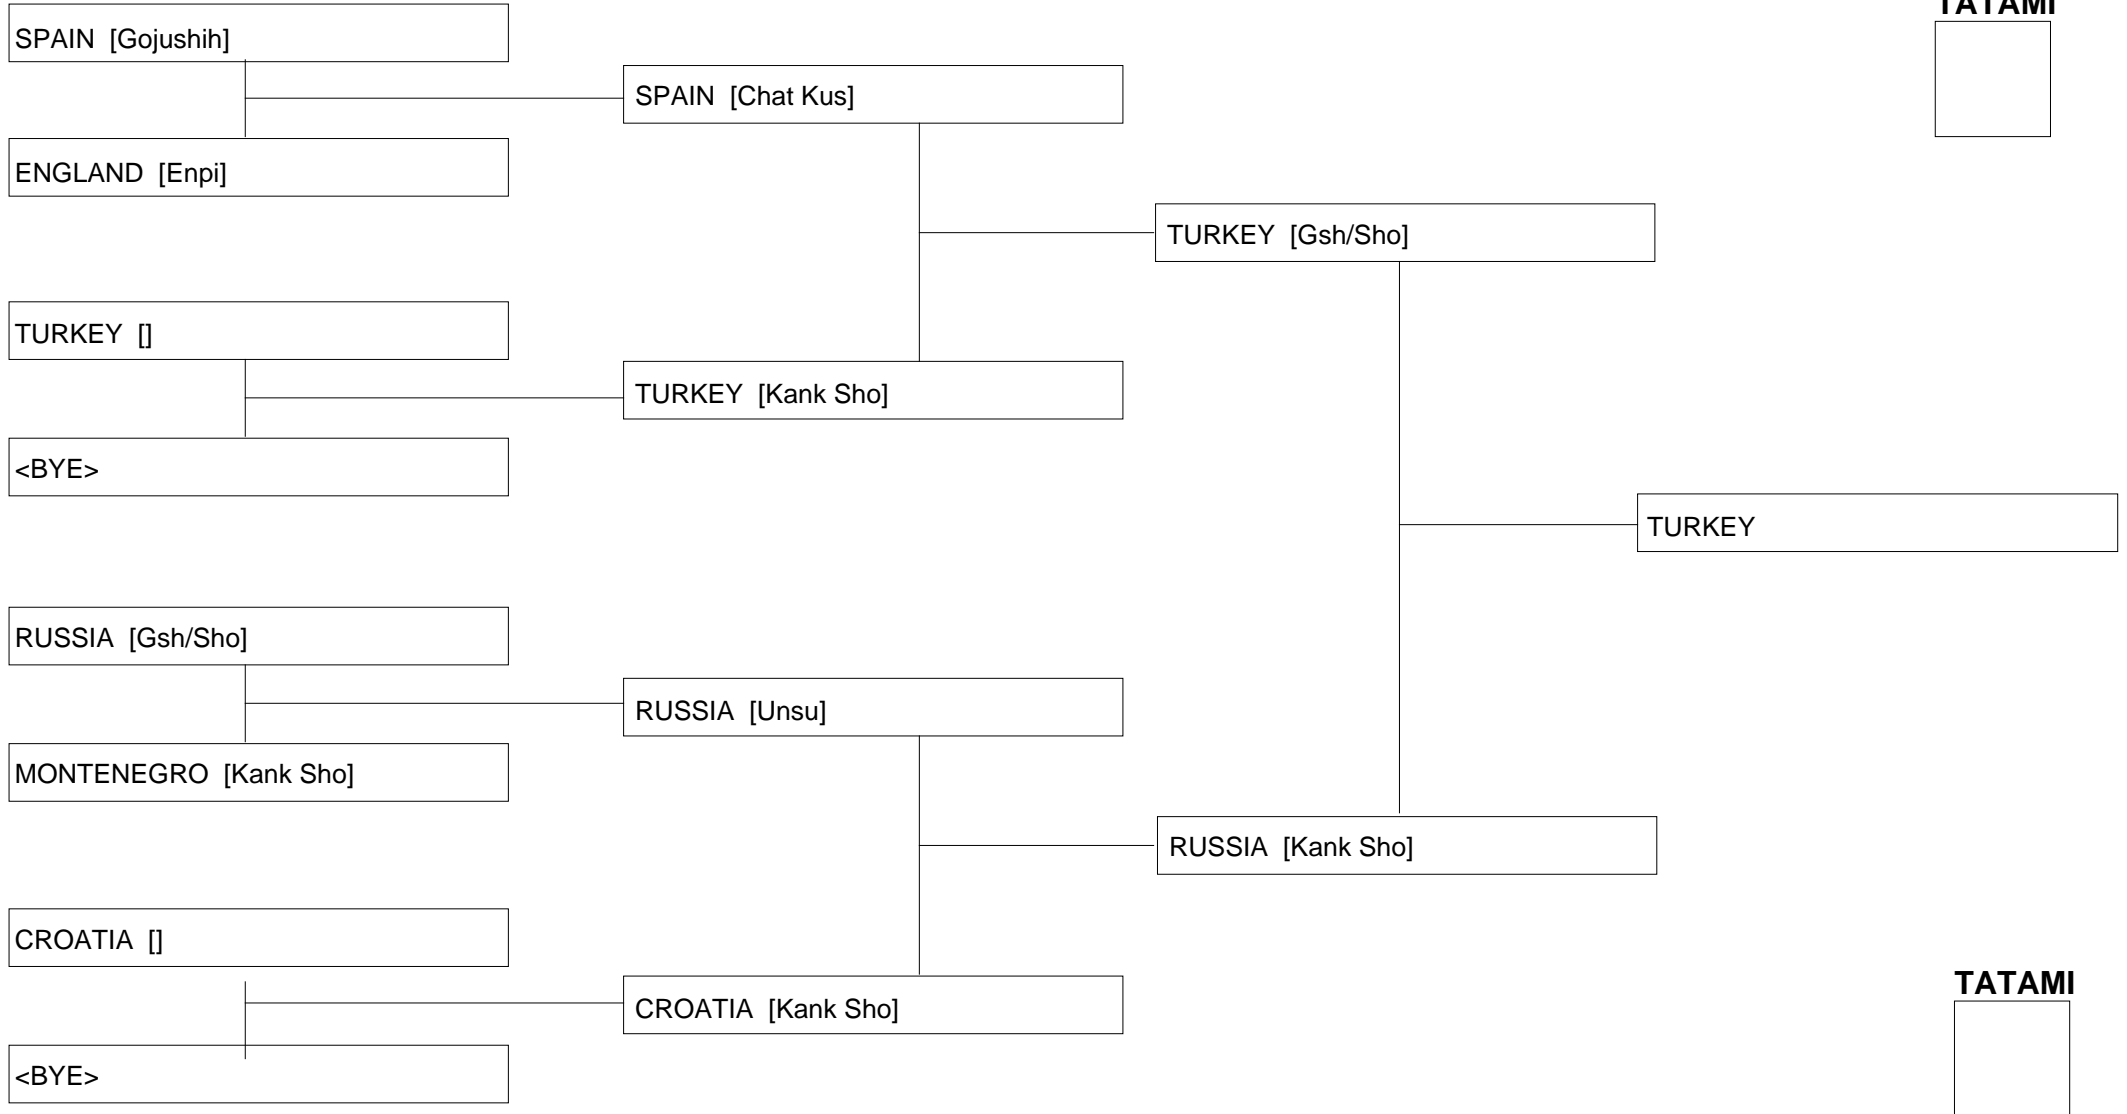 TATAMI
SPAIN [Gojushih]
SPAIN [Chat Kus]
ENGLAND [Enpi]
TURKEY [Gsh/Sho]
TURKEY []
TURKEY [Kank Sho]
<BYE>
TURKEY
RUSSIA [Gsh/Sho]
RUSSIA [Unsu]
MONTENEGRO [Kank Sho]
RUSSIA [Kank Sho]
CROATIA []
TATAMI
CROATIA [Kank Sho]
<BYE>